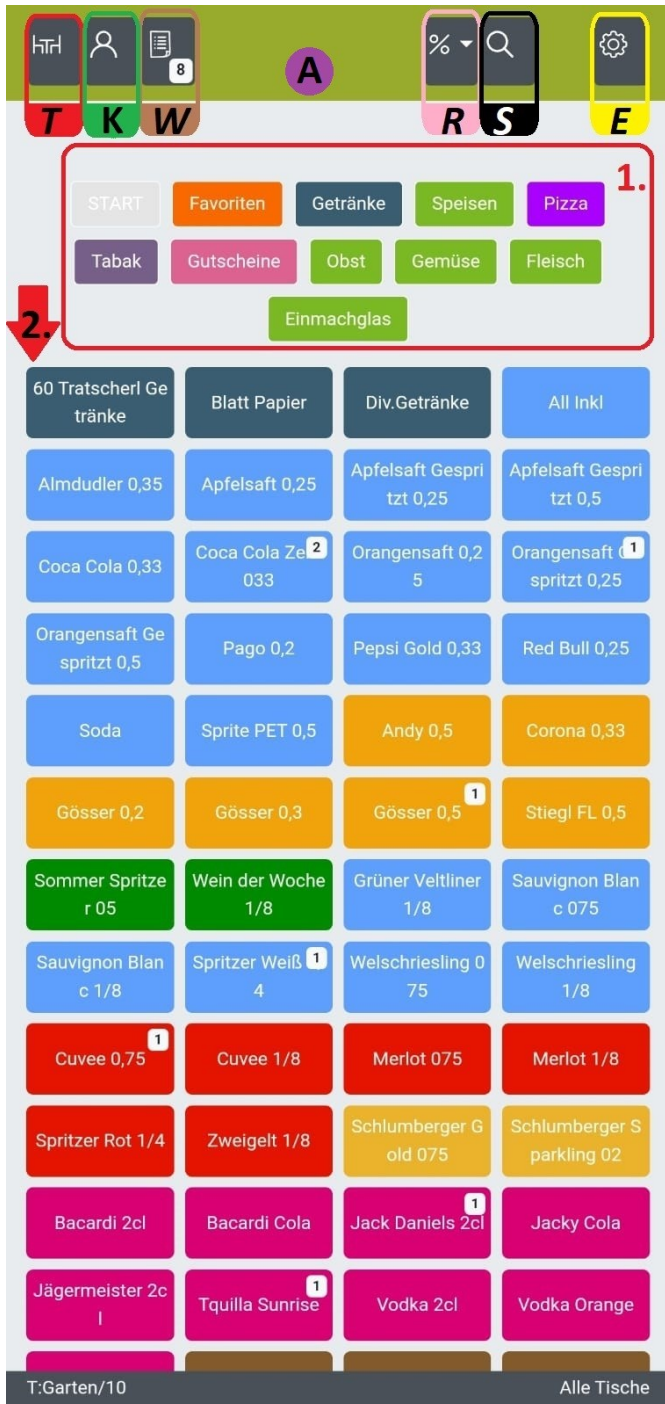 8
%
A
T K W R S E
1.
START Favoriten Getränke Speisen Pizza
Tabak Gutscheine Obst Gemüse Fleisch
Einmachglas
2.
60 Tratscherl Ge
tränke
Blatt Papier
Div.Getränke
All Inkl
Almdudler 0,35
Apfelsaft 0,25
Apfelsaft Gespri
tzt 0,25
Apfelsaft Gespri
tzt 0,5
Coca Cola 0,33
Coca Cola Ze
033
2
Orangensaft 0,2
5
Orangensaft
spritzt 0,25
1
Orangensaft Ge
spritzt 0,5
Pago 0,2
Pepsi Gold 0,33
Red Bull 0,25
Soda
Sprite PET 0,5
Andy 0,5
Corona 0,33
Gösser 0,2
Gösser 0,3
Gösser 0,5
1
Stiegl FL 0,5
Sommer Spritze
r 05
Wein der Woche
1/8
Grüner Veltliner
1/8
Sauvignon Blan
c 075
Sauvignon Blan
c 1/8
Spritzer Weiß
4
1
Welschriesling 0
75
Welschriesling
1/8
Cuvee 0,75
1
Cuvee 1/8
Merlot 075
Merlot 1/8
Spritzer Rot 1/4
Zweigelt 1/8
Schlumberger G
old 075
Schlumberger S
parkling 02
Bacardi 2cl
Bacardi Cola
Jack Daniels 2cl
1
Jacky Cola
Jägermeister 2c
l
Tquilla Sunrise
1
Vodka 2cl
Vodka Orange
T:Garten/10 Alle Tische